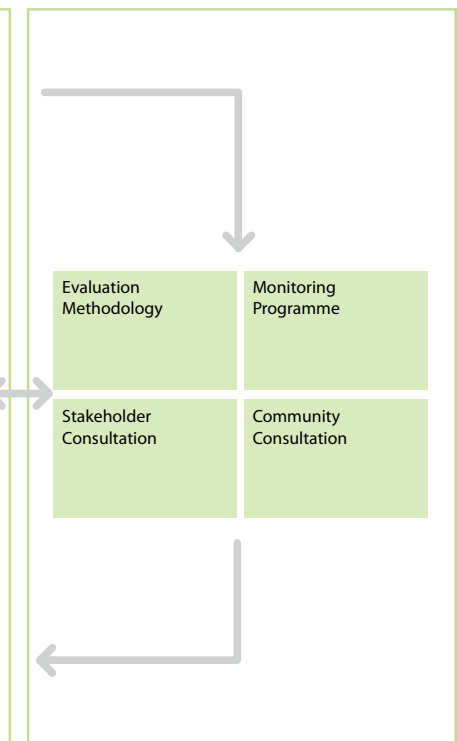 Evaluation
Methodology
Monitoring
Programme
Stakeholder
Consultation
Community
Consultation